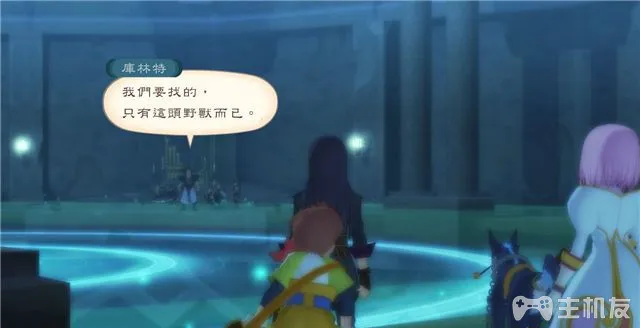 庫林特
我們要找的，
只有這頭野獸而已。
主机友